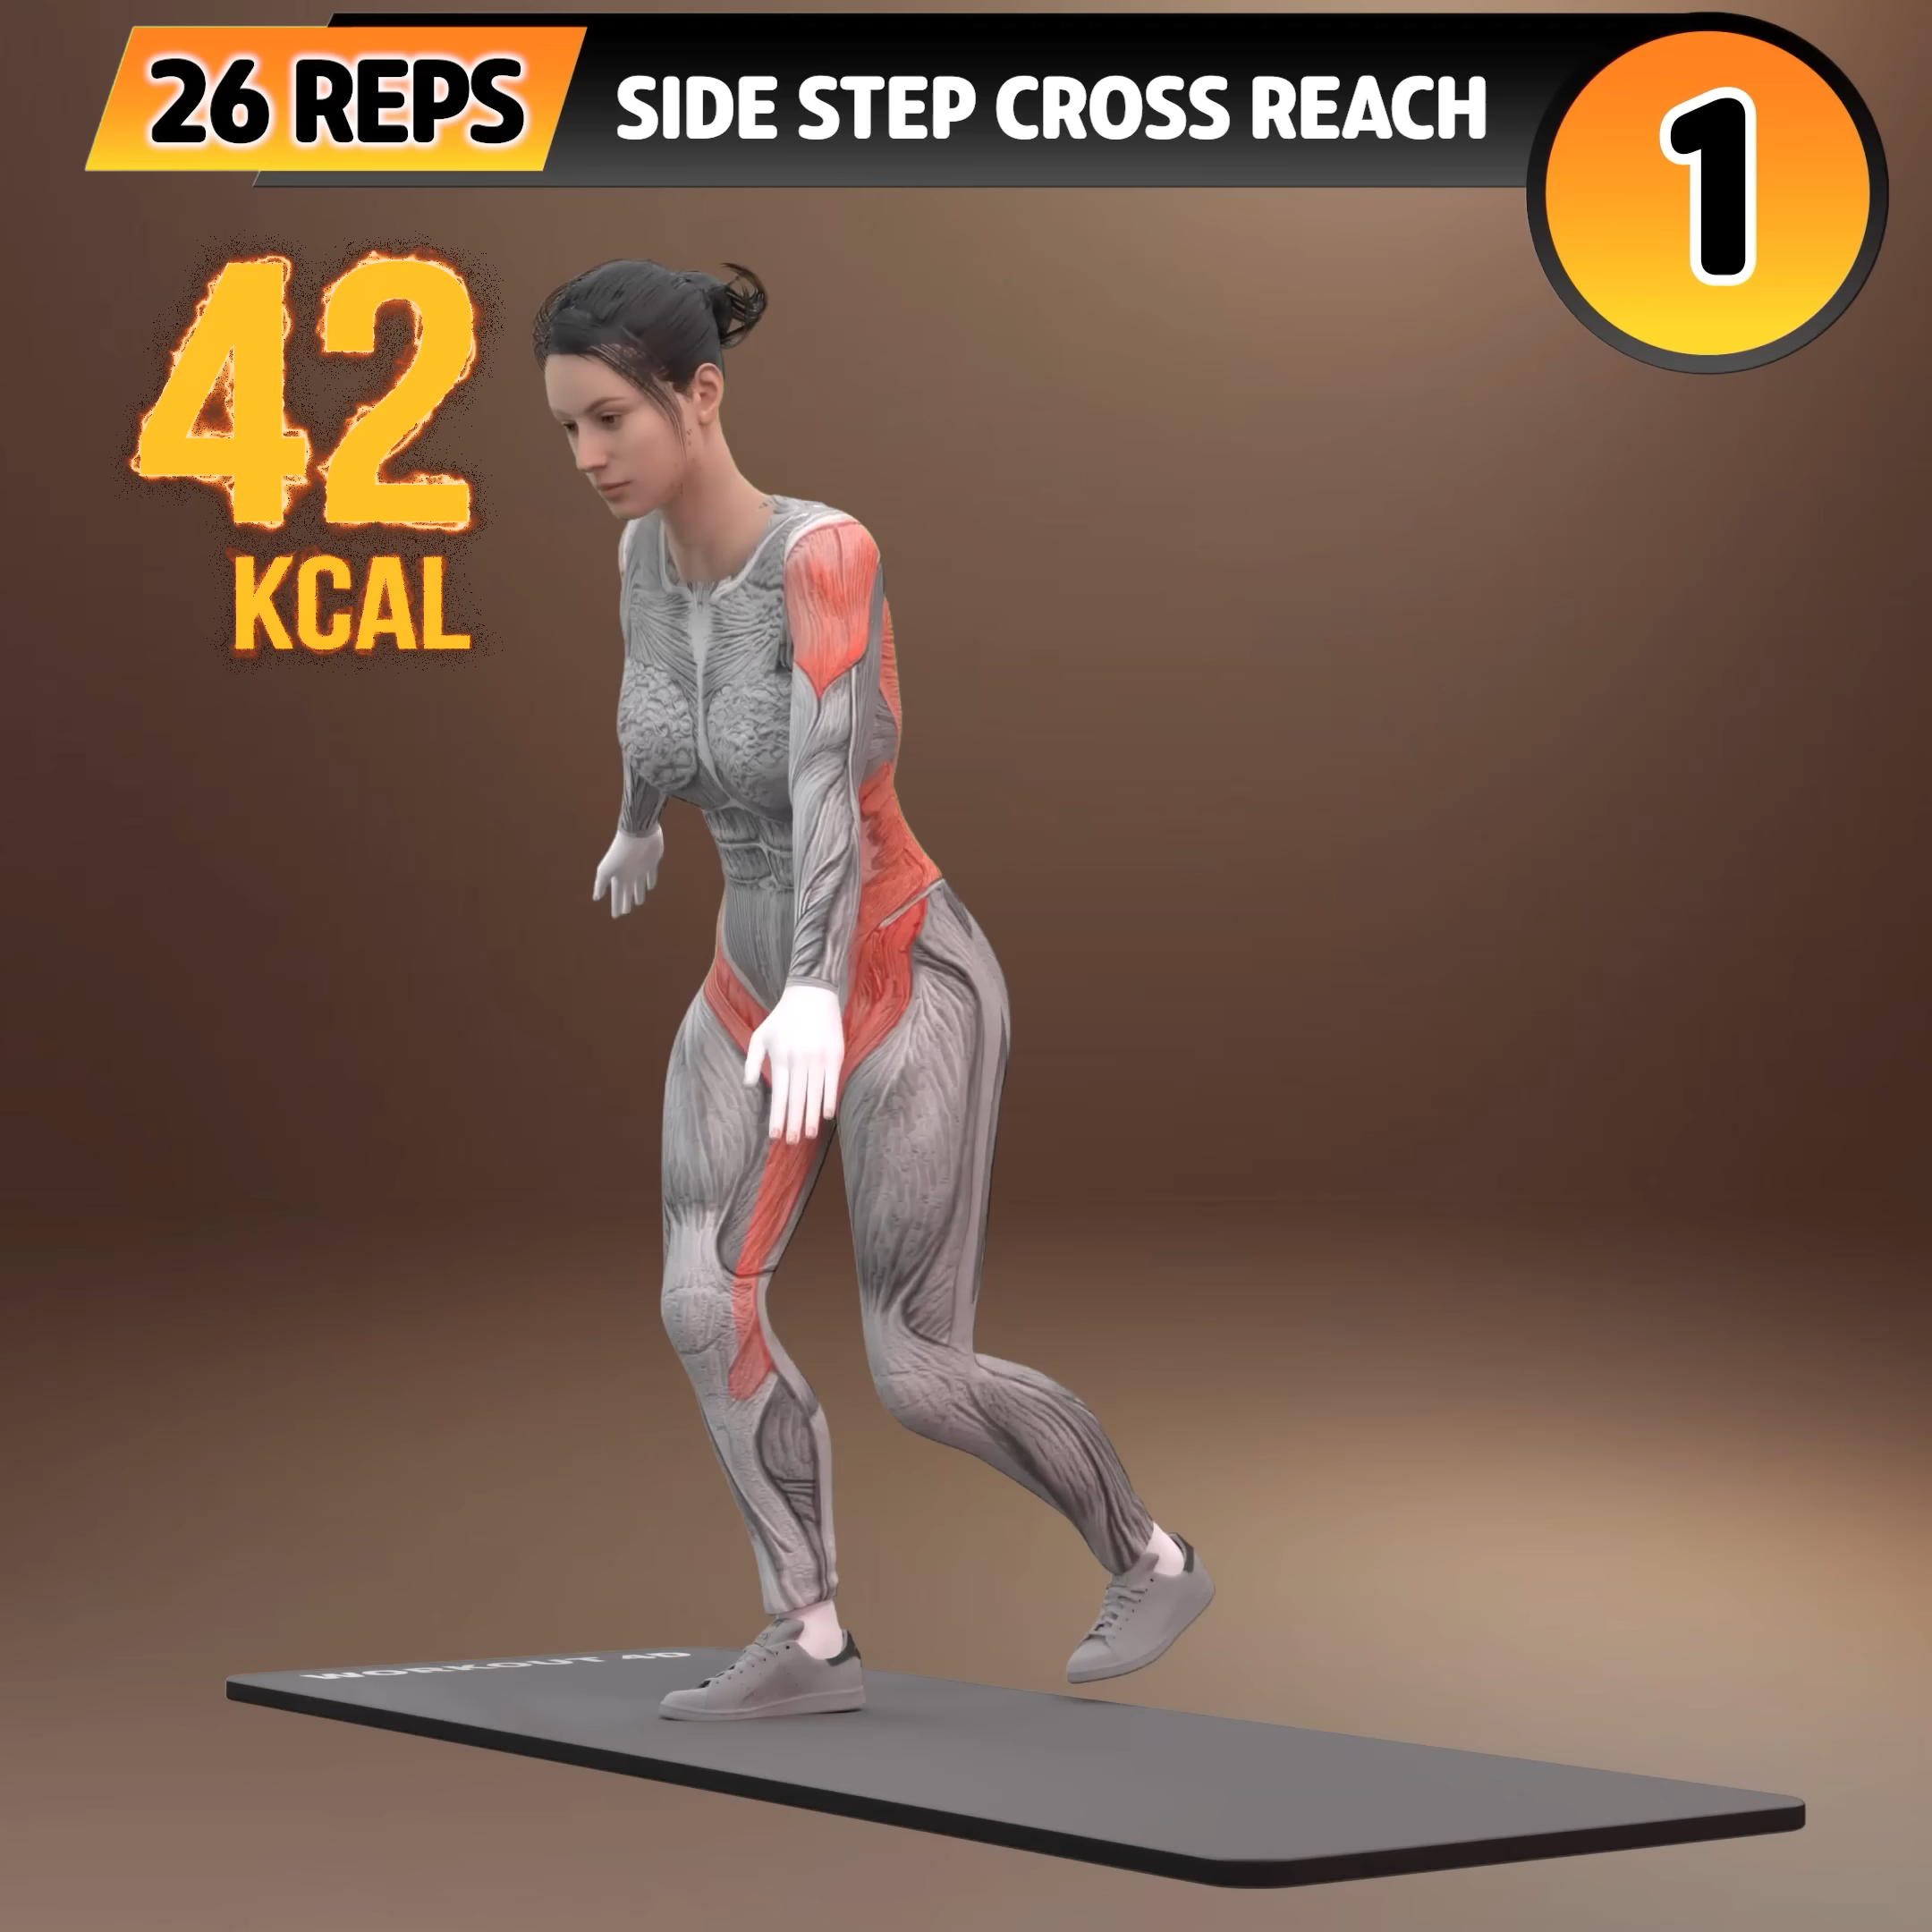 26 REPS
SIDE STEP CROSS REACH
1
42
KCAL
WORKOUT 4D